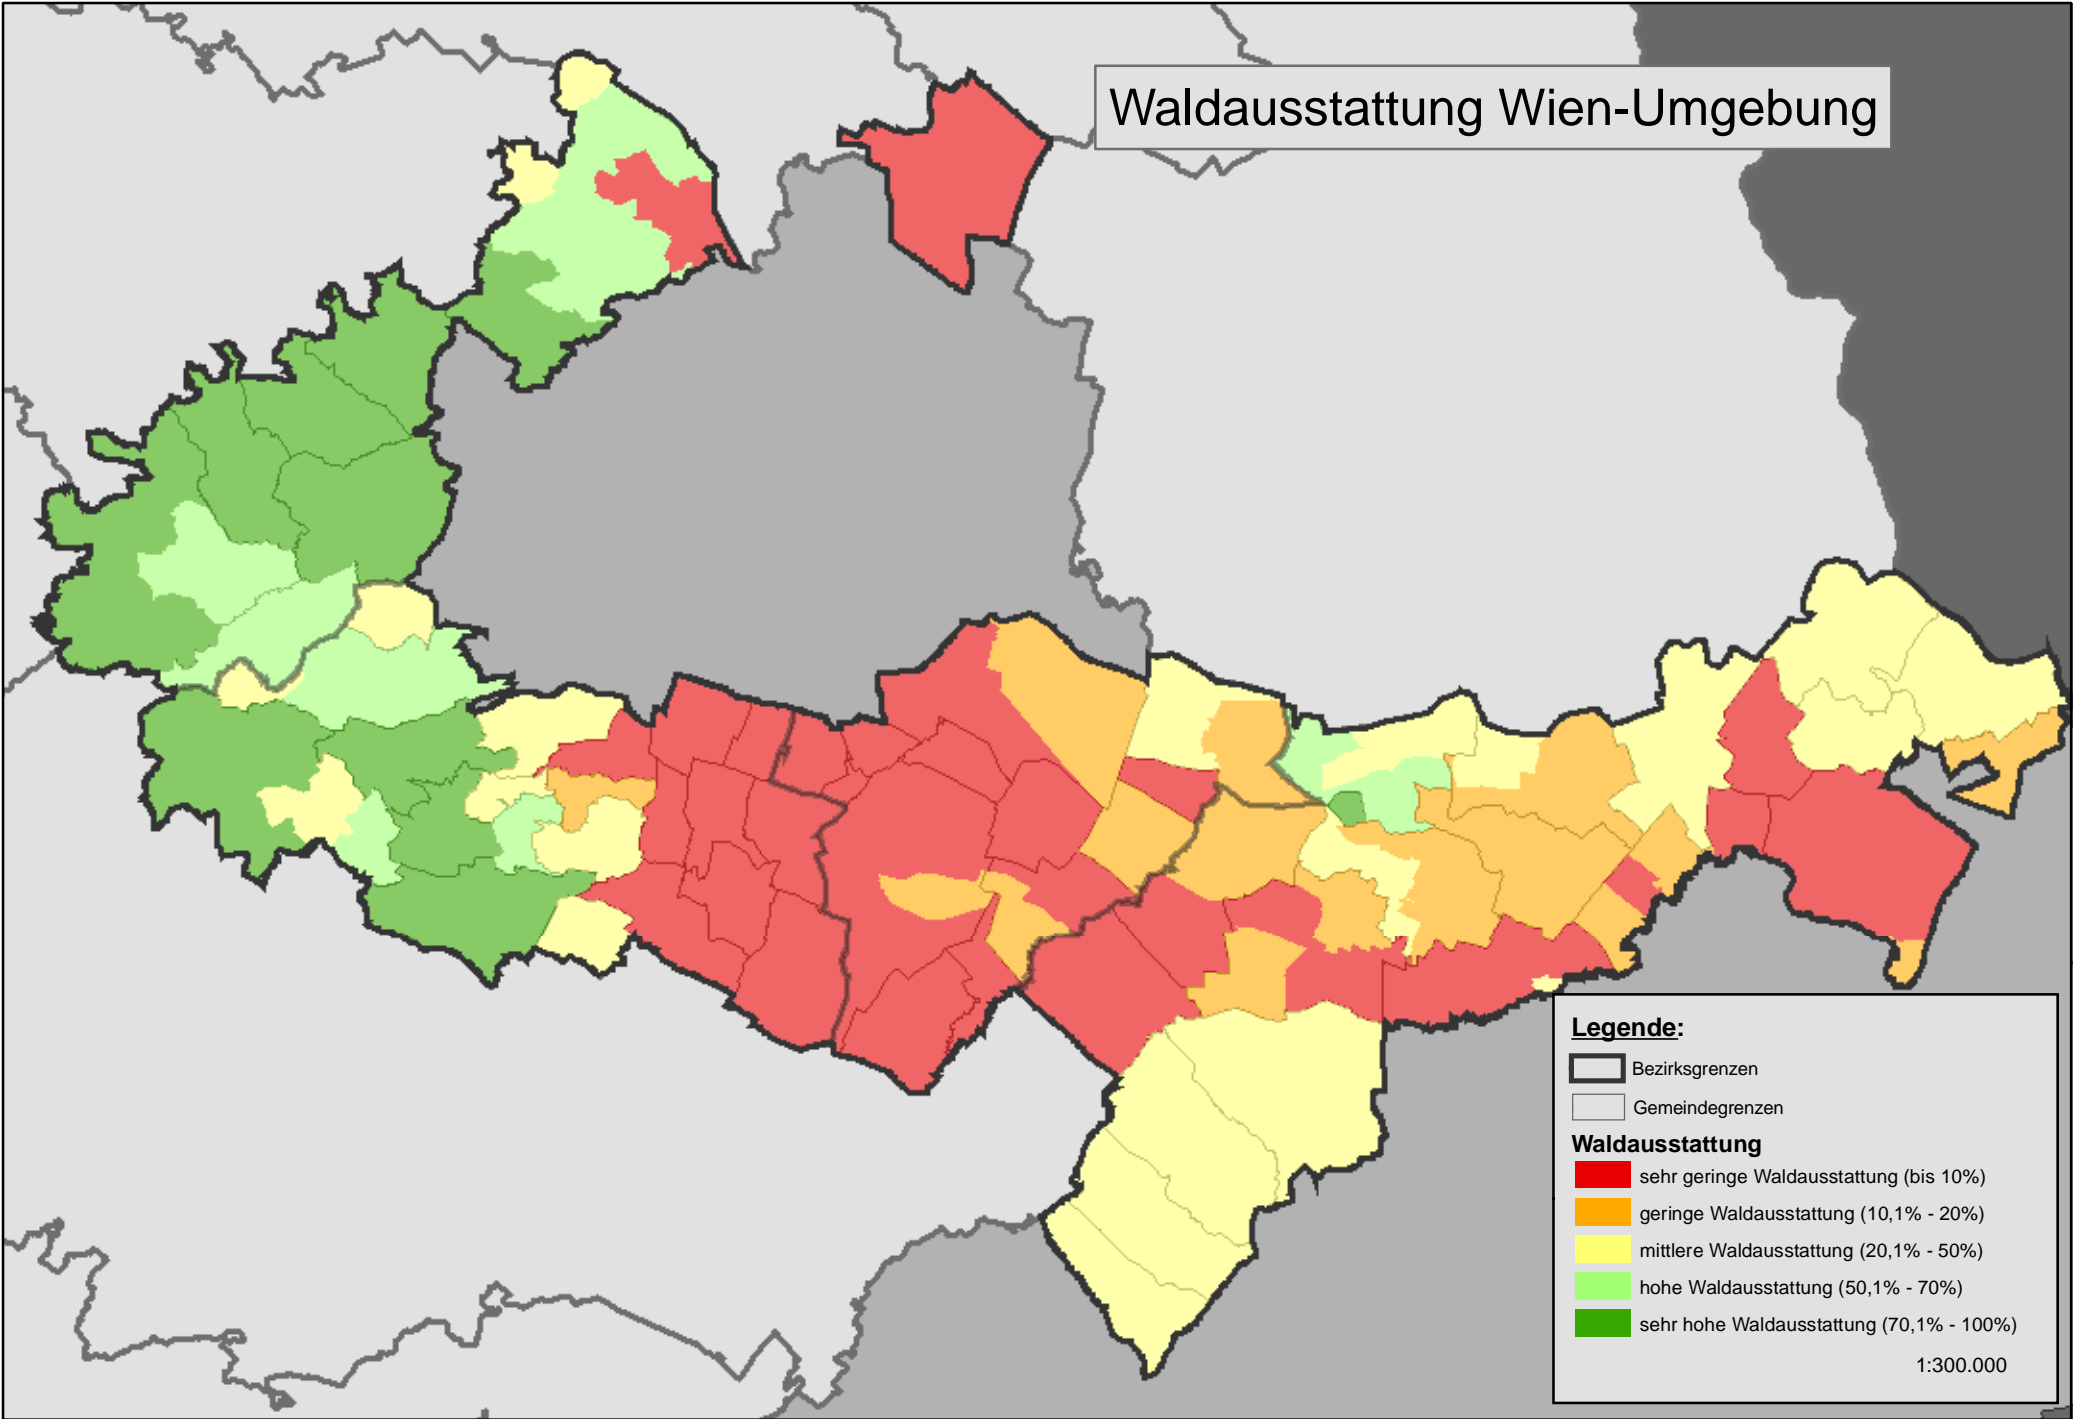 Waldausstattung Wien-Umgebung
Legende:
Bezirksgrenzen
Gemeindegrenzen
Waldausstattung
sehr geringe Waldausstattung (bis 10%)
geringe Waldausstattung (10,1% - 20%)
mittlere Waldausstattung (20,1% - 50%)
hohe Waldausstattung (50,1% - 70%)
sehr hohe Waldausstattung (70,1% - 100%)
1:300.000